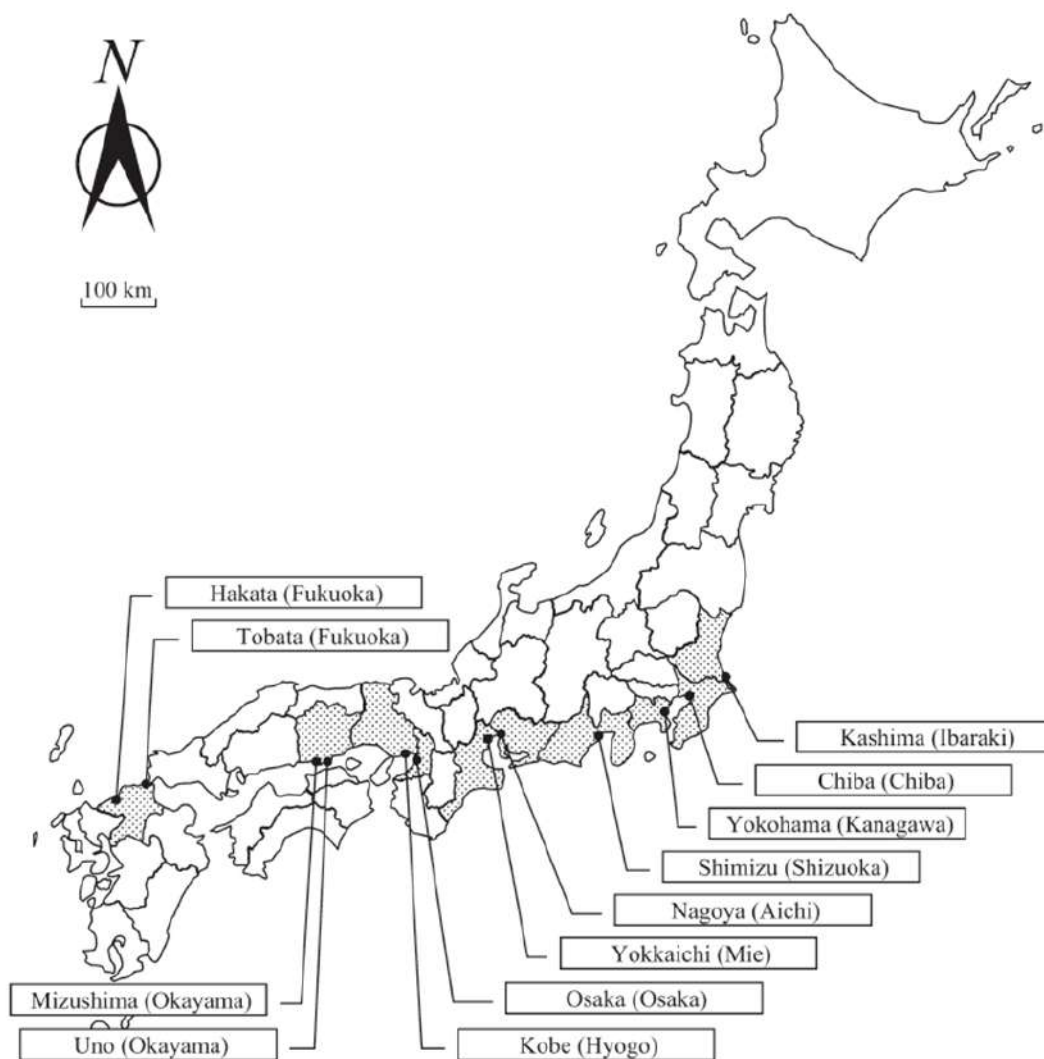 N
100 km
Hakata (Fukuoka)
Tobata (Fukuoka)
Kashima (Ibaraki)
Chiba (Chiba)
Yokohama (Kanagawa)
Shimizu (Shizuoka)
Nagoya (Aichi)
Yokkaichi (Mie)
Mizushima (Okayama)
Osaka (Osaka)
Uno (Okayama)
Kobe (Hyogo)